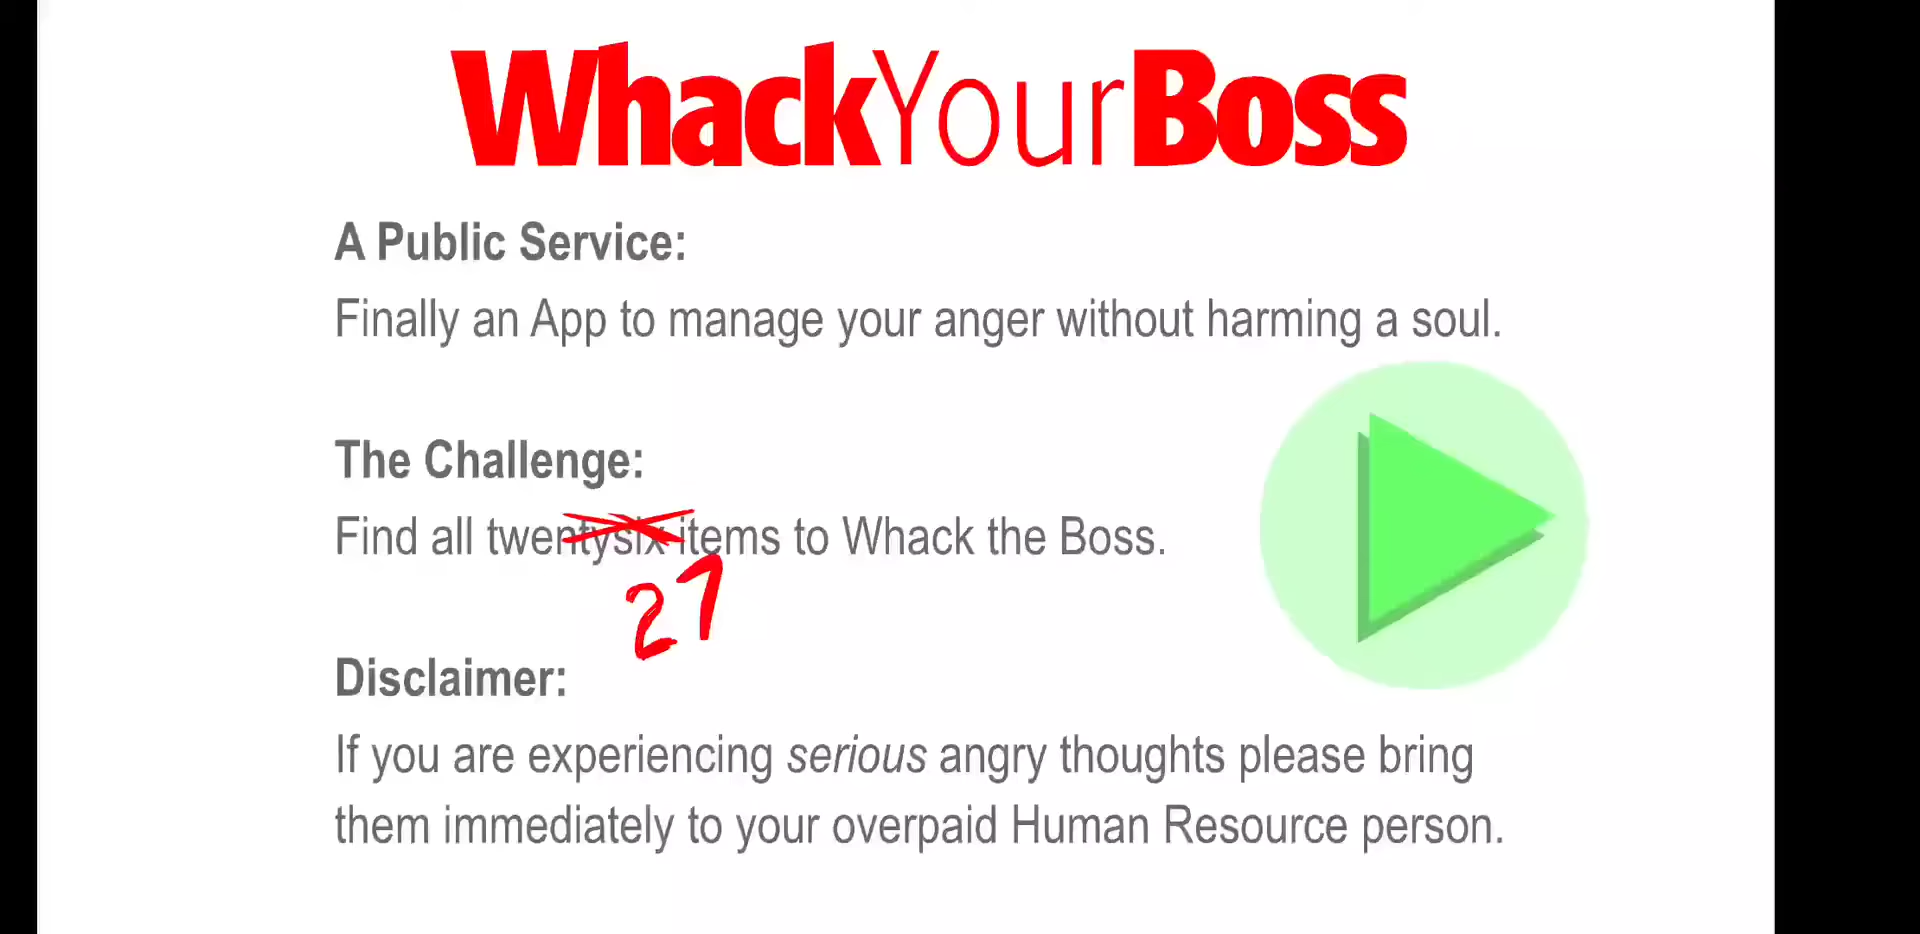 WhackYourBoss
A Public Service:
Finally an App to manage your anger without harming a soul.
The Challenge:
Find all twentysix items to Whack the Boss.
27
Disclaimer:
If you are experiencing serious angry thoughts please bring
them immediately to your overpaid Human Resource person.